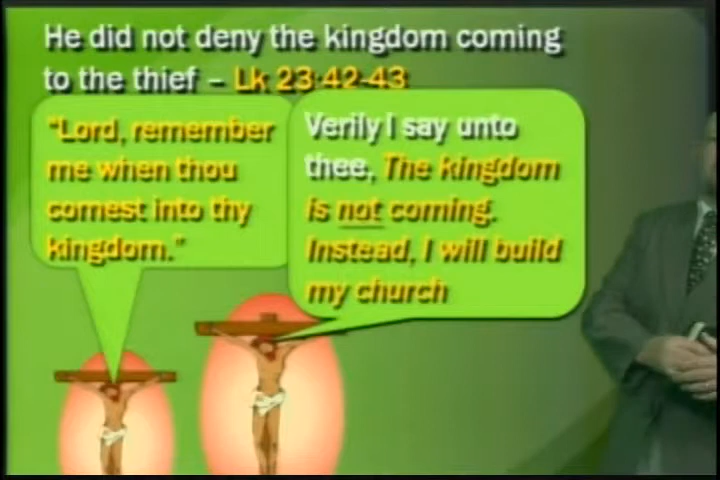 He did not deny the kingdom coming
to the thief – Lk 23:42-43
"Lord, remember
me when thou
comest into thy
kingdom."
Verily I say unto
thee, The kingdom
is not coming.
Instead, I will build
my church